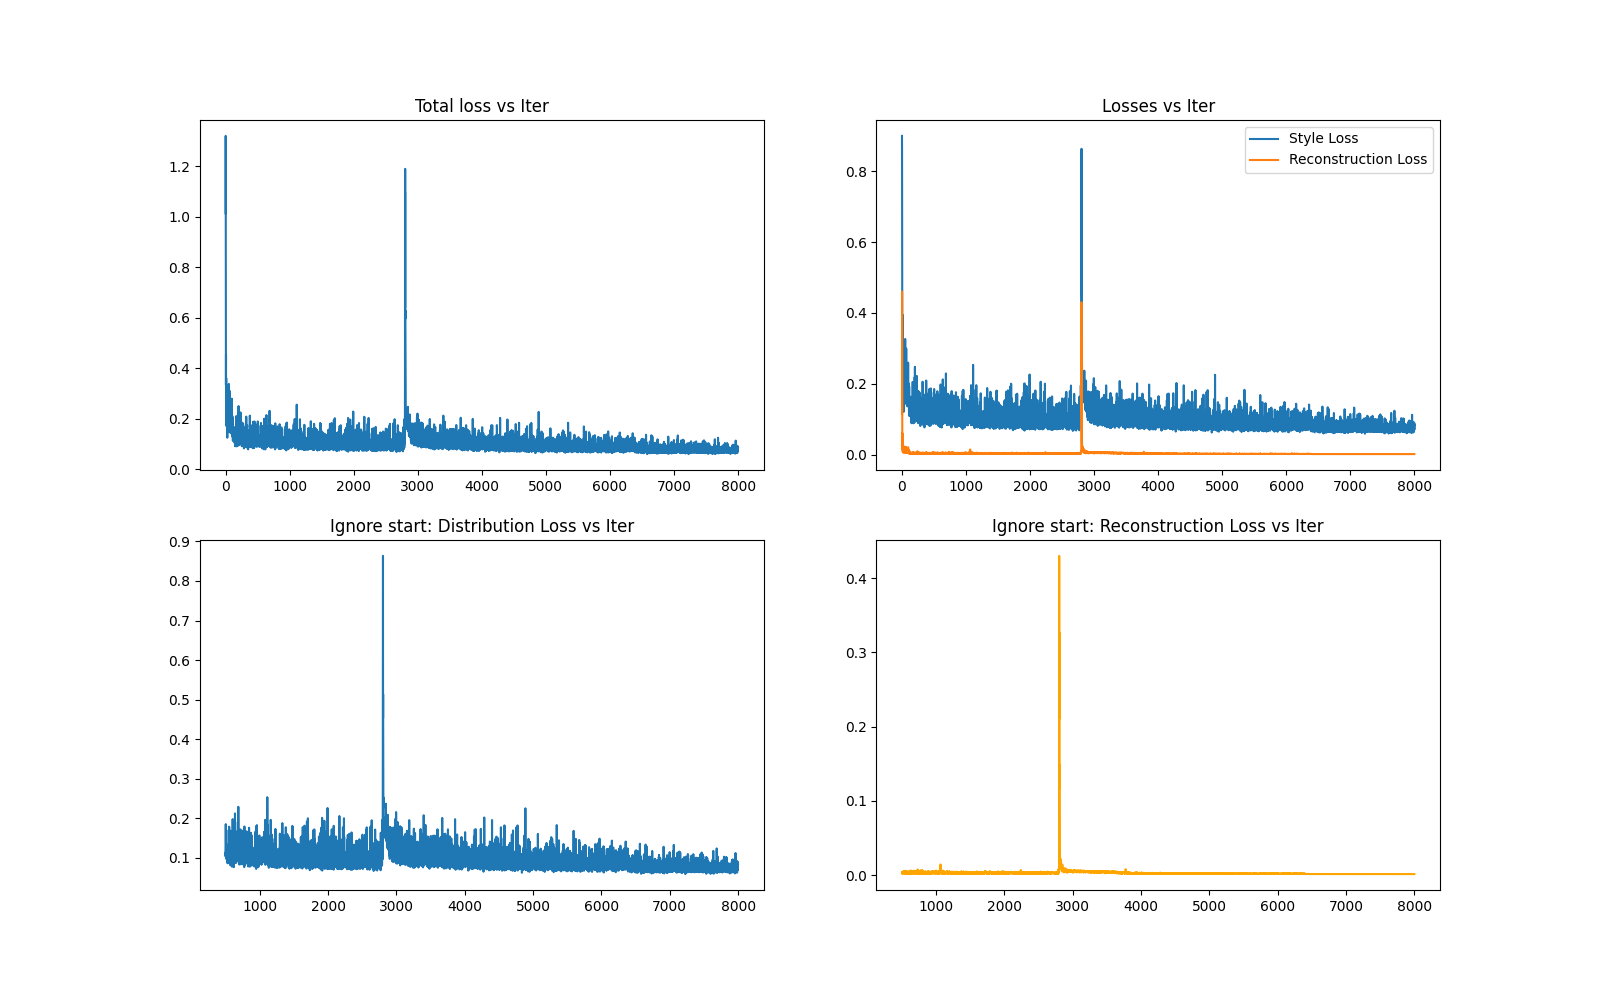 Total loss vs Iter
1.2
1.0
0.8
0.6
0.4
0.2
0.0
0 1000 2000 3000 4000 5000 6000 7000 8000
Losses vs Iter
Style Loss
Reconstruction Loss
0.8
0.6
0.4
0.2
0.0
0 1000 2000 3000 4000 5000 6000 7000 8000
Ignore start: Distribution Loss vs Iter
0.9
0.8
0.7
0.6
0.5
0.4
0.3
0.2
0.1
1000 2000 3000 4000 5000 6000 7000 8000
Ignore start: Reconstruction Loss vs Iter
0.4
0.3
0.2
0.1
0.0
1000 2000 3000 4000 5000 6000 7000 8000